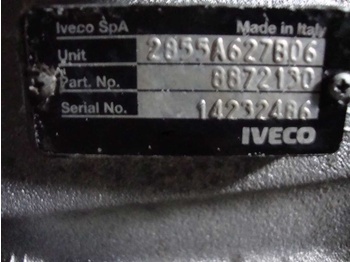 Iveco SpA Made in Italy
Unit 2855A627B06
Part. No. 8872130
Serial No. 14232486
IVECO